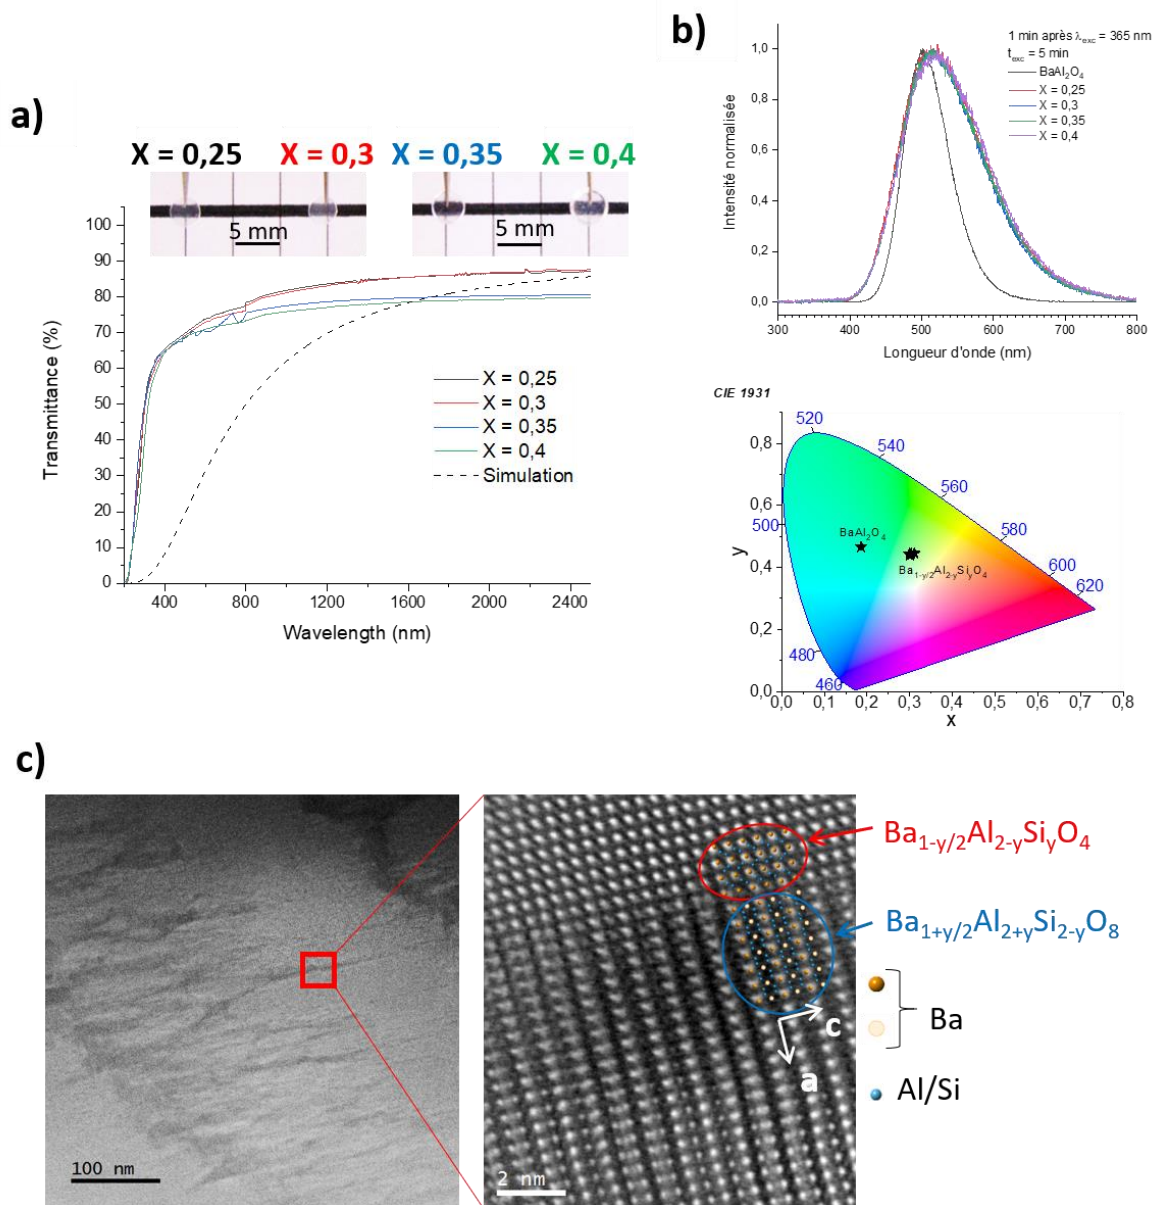 a)
X = 0,25 X = 0,3 X = 0,35 X = 0,4
5 mm 5 mm
100
90
80
70
60
50
40
30
20
10
0
Transmittance (%)
X = 0,25
X = 0,3
X = 0,35
X = 0,4
Simulation
400 800 1200 1600 2000 2400
Wavelength (nm)
b)
1 min après λexc = 365 nm
texc = 5 min
BaAl2O4
X = 0,25
X = 0,3
X = 0,35
X = 0,4
1,0
0,8
0,6
0,4
0,2
0,0
Intensité normalisée
300 400 500 600 700 800
Longueur d'onde (nm)
CIE 1931
0,8
0,6
0,4
0,2
0,0
y
520
540
560
500
580
600
620
480
460
BaAl2O4
Ba1-y/2Al2-ySiyO4
0,0 0,1 0,2 0,3 0,4 0,5 0,6 0,7 0,8
x
c)
100 nm
2 nm
c
a
Ba1-y/2Al2-ySiyO4
Ba1+y/2Al2+ySi2-yO8
Ba
Al/Si